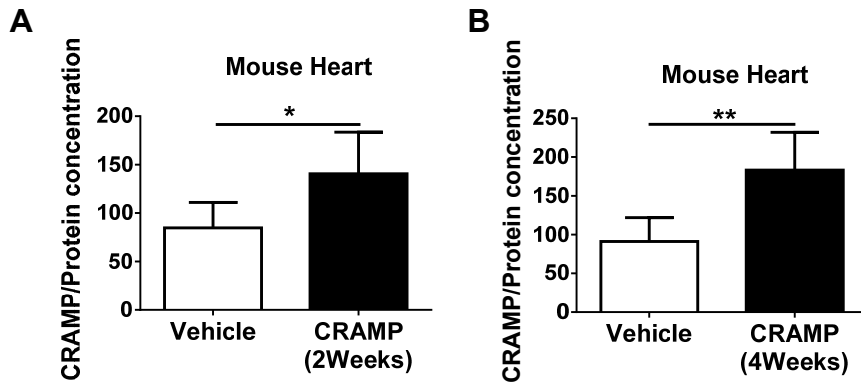 A
Mouse Heart
CRAMP/Protein concentration
200
150
100
50
0
*
Vehicle
CRAMP
(2Weeks)
B
Mouse Heart
CRAMP/Protein concentration
250
200
150
100
50
0
**
Vehicle
CRAMP
(4Weeks)